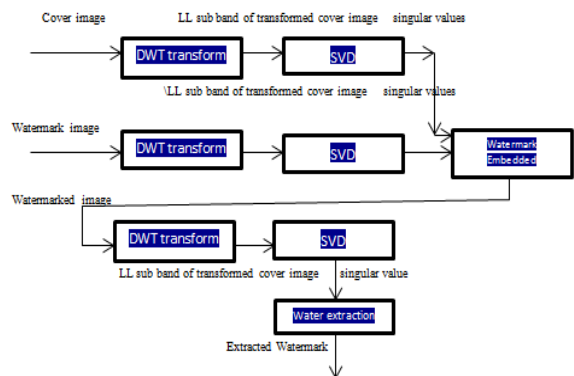 Cover image LL sub band of transformed cover image singular values
DWT transform SVD
\LL sub band of transformed cover image singular values
Watermark image
DWT transform SVD Watermark
Embedded
Watermarked image
DWT transform SVD
LL sub band of transformed cover image singular value
Water extraction
Extracted Watermark